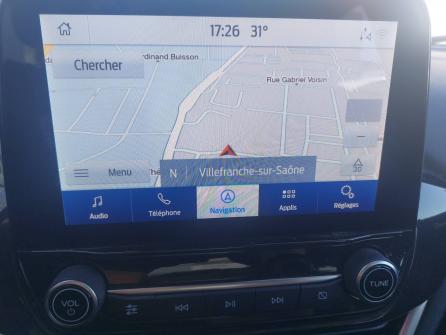 17:26 31°
rdinand Buisson
Chercher
Rue Gabriel Voisin
Menu
N Villefranche-sur-Saône
3D
Audio Téléphone Navigation Applis Réglages
VOL TUNE